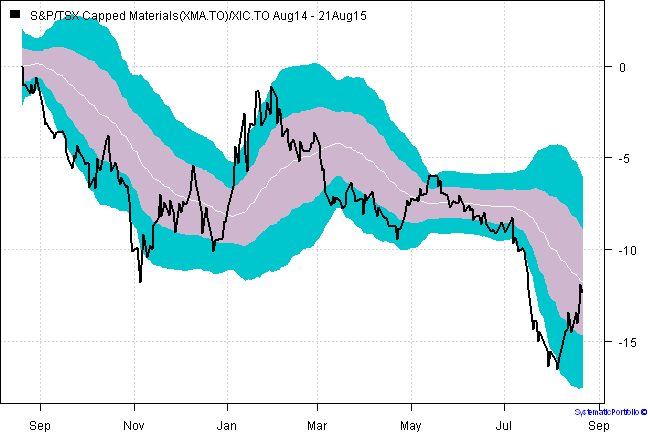 S&P/TSX Capped Materials(XMA.TO)/XIC.TO Aug14 - 21Aug15
0
-5
-10
-15
Sep Nov Jan Mar May Jul Sep
SystematicPortfolio ©